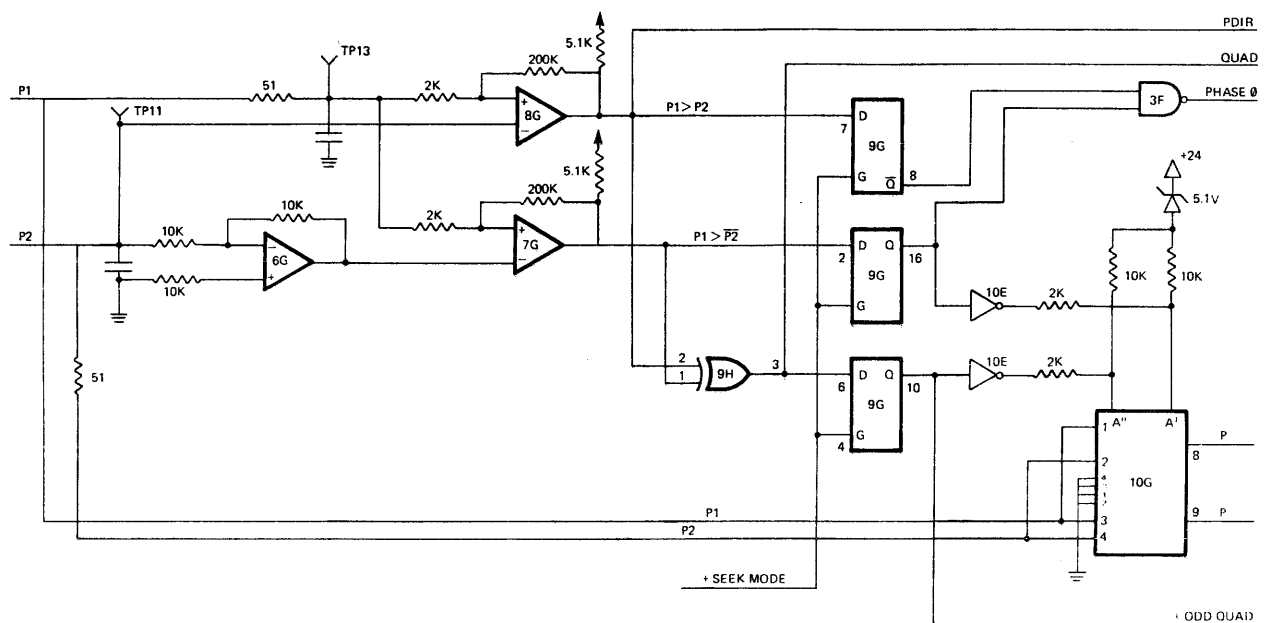 PDIR
5.1K
TP13
QUAD
200K
P1
51
2K
+
8G
−
P1 > P2
D
7
9G
G
Q̅
8
3F
PHASE 0
TP11
5.1K
+24
5.1V
200K
10K
2K
+
7G
−
P1 > P̅2̅
P2
10K
−
6G
+
10K
D
Q
2
16
9G
G
10K
10K
10E
2K
51
2
1
9H
3
D
Q
6
10
9G
G
4
10E
2K
A"
A'
1
2
10G
P
8
3
4
9
P
P1
P2
+ SEEK MODE
ODD QUAD